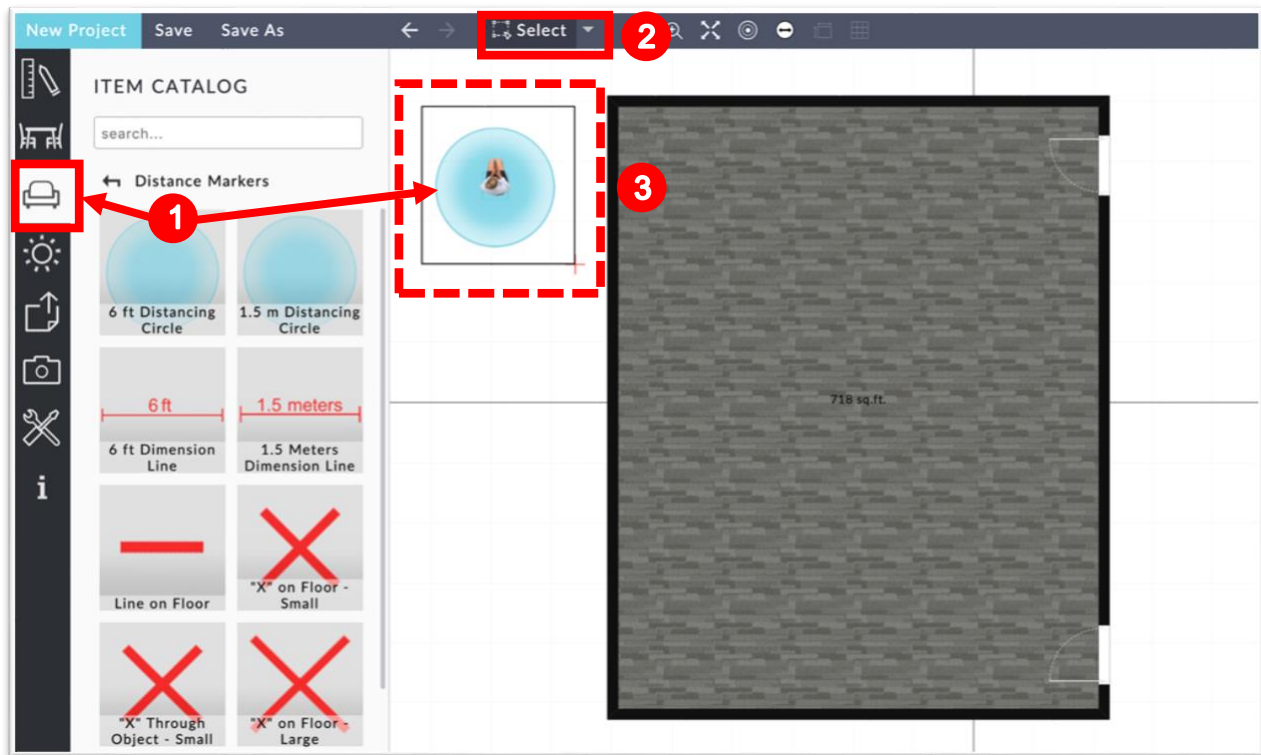 New Project Save Save As Select
2
ITEM CATALOG
search...
Distance Markers
1
3
6 ft Distancing
Circle
1.5 m Distancing
Circle
6 ft
1.5 meters
6 ft Dimension
Line
1.5 Meters
Dimension Line
718 sq.ft.
i
Line on Floor
"X" on Floor -
Small
"X" Through
Object - Small
"X" on Floor -
Large